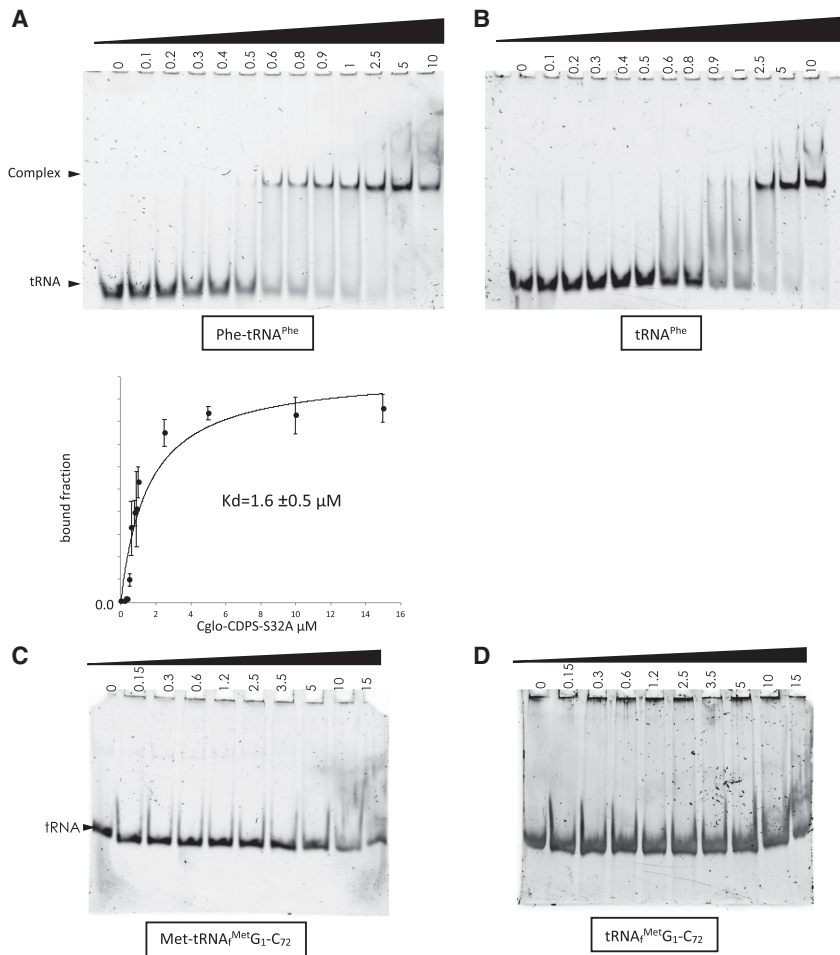 A
0 0.1 0.2 0.3 0.4 0.5 0.6 0.8 0.9 1 2.5 5 10
Complex
tRNA
Phe-tRNA^Phe
B
0 0.1 0.2 0.3 0.4 0.5 0.6 0.8 0.9 1 2.5 5 10
tRNA^Phe
bound fraction
Kd=1.6 ±0.5 µM
0.0
0 2 4 6 8 10 12 14 16
Cglo-CDPS-S32A µM
C
0 0.15 0.3 0.6 1.2 2.5 3.5 5 10 15
tRNA
Met-tRNA_f^Met G₁-C₇₂
D
0 0.15 0.3 0.6 1.2 2.5 3.5 5 10 15
tRNA_f^Met G₁-C₇₂